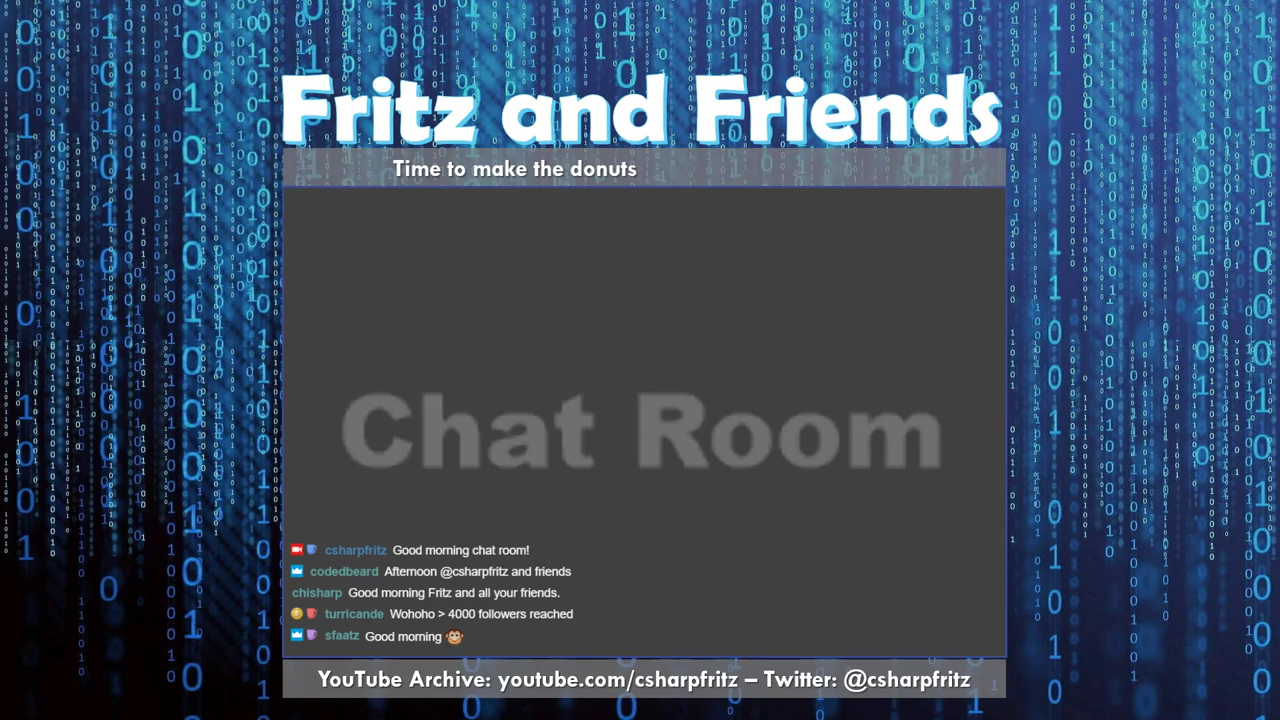 Fritz and Friends
Time to make the donuts
Chat Room
csharpfritz Good morning chat room!
codedbeard Afternoon @csharpfritz and friends
chisharp Good morning Fritz and all your friends.
turricande Wohoho > 4000 followers reached
sfaatz Good morning 🐵
YouTube Archive: youtube.com/csharpfritz – Twitter: @csharpfritz